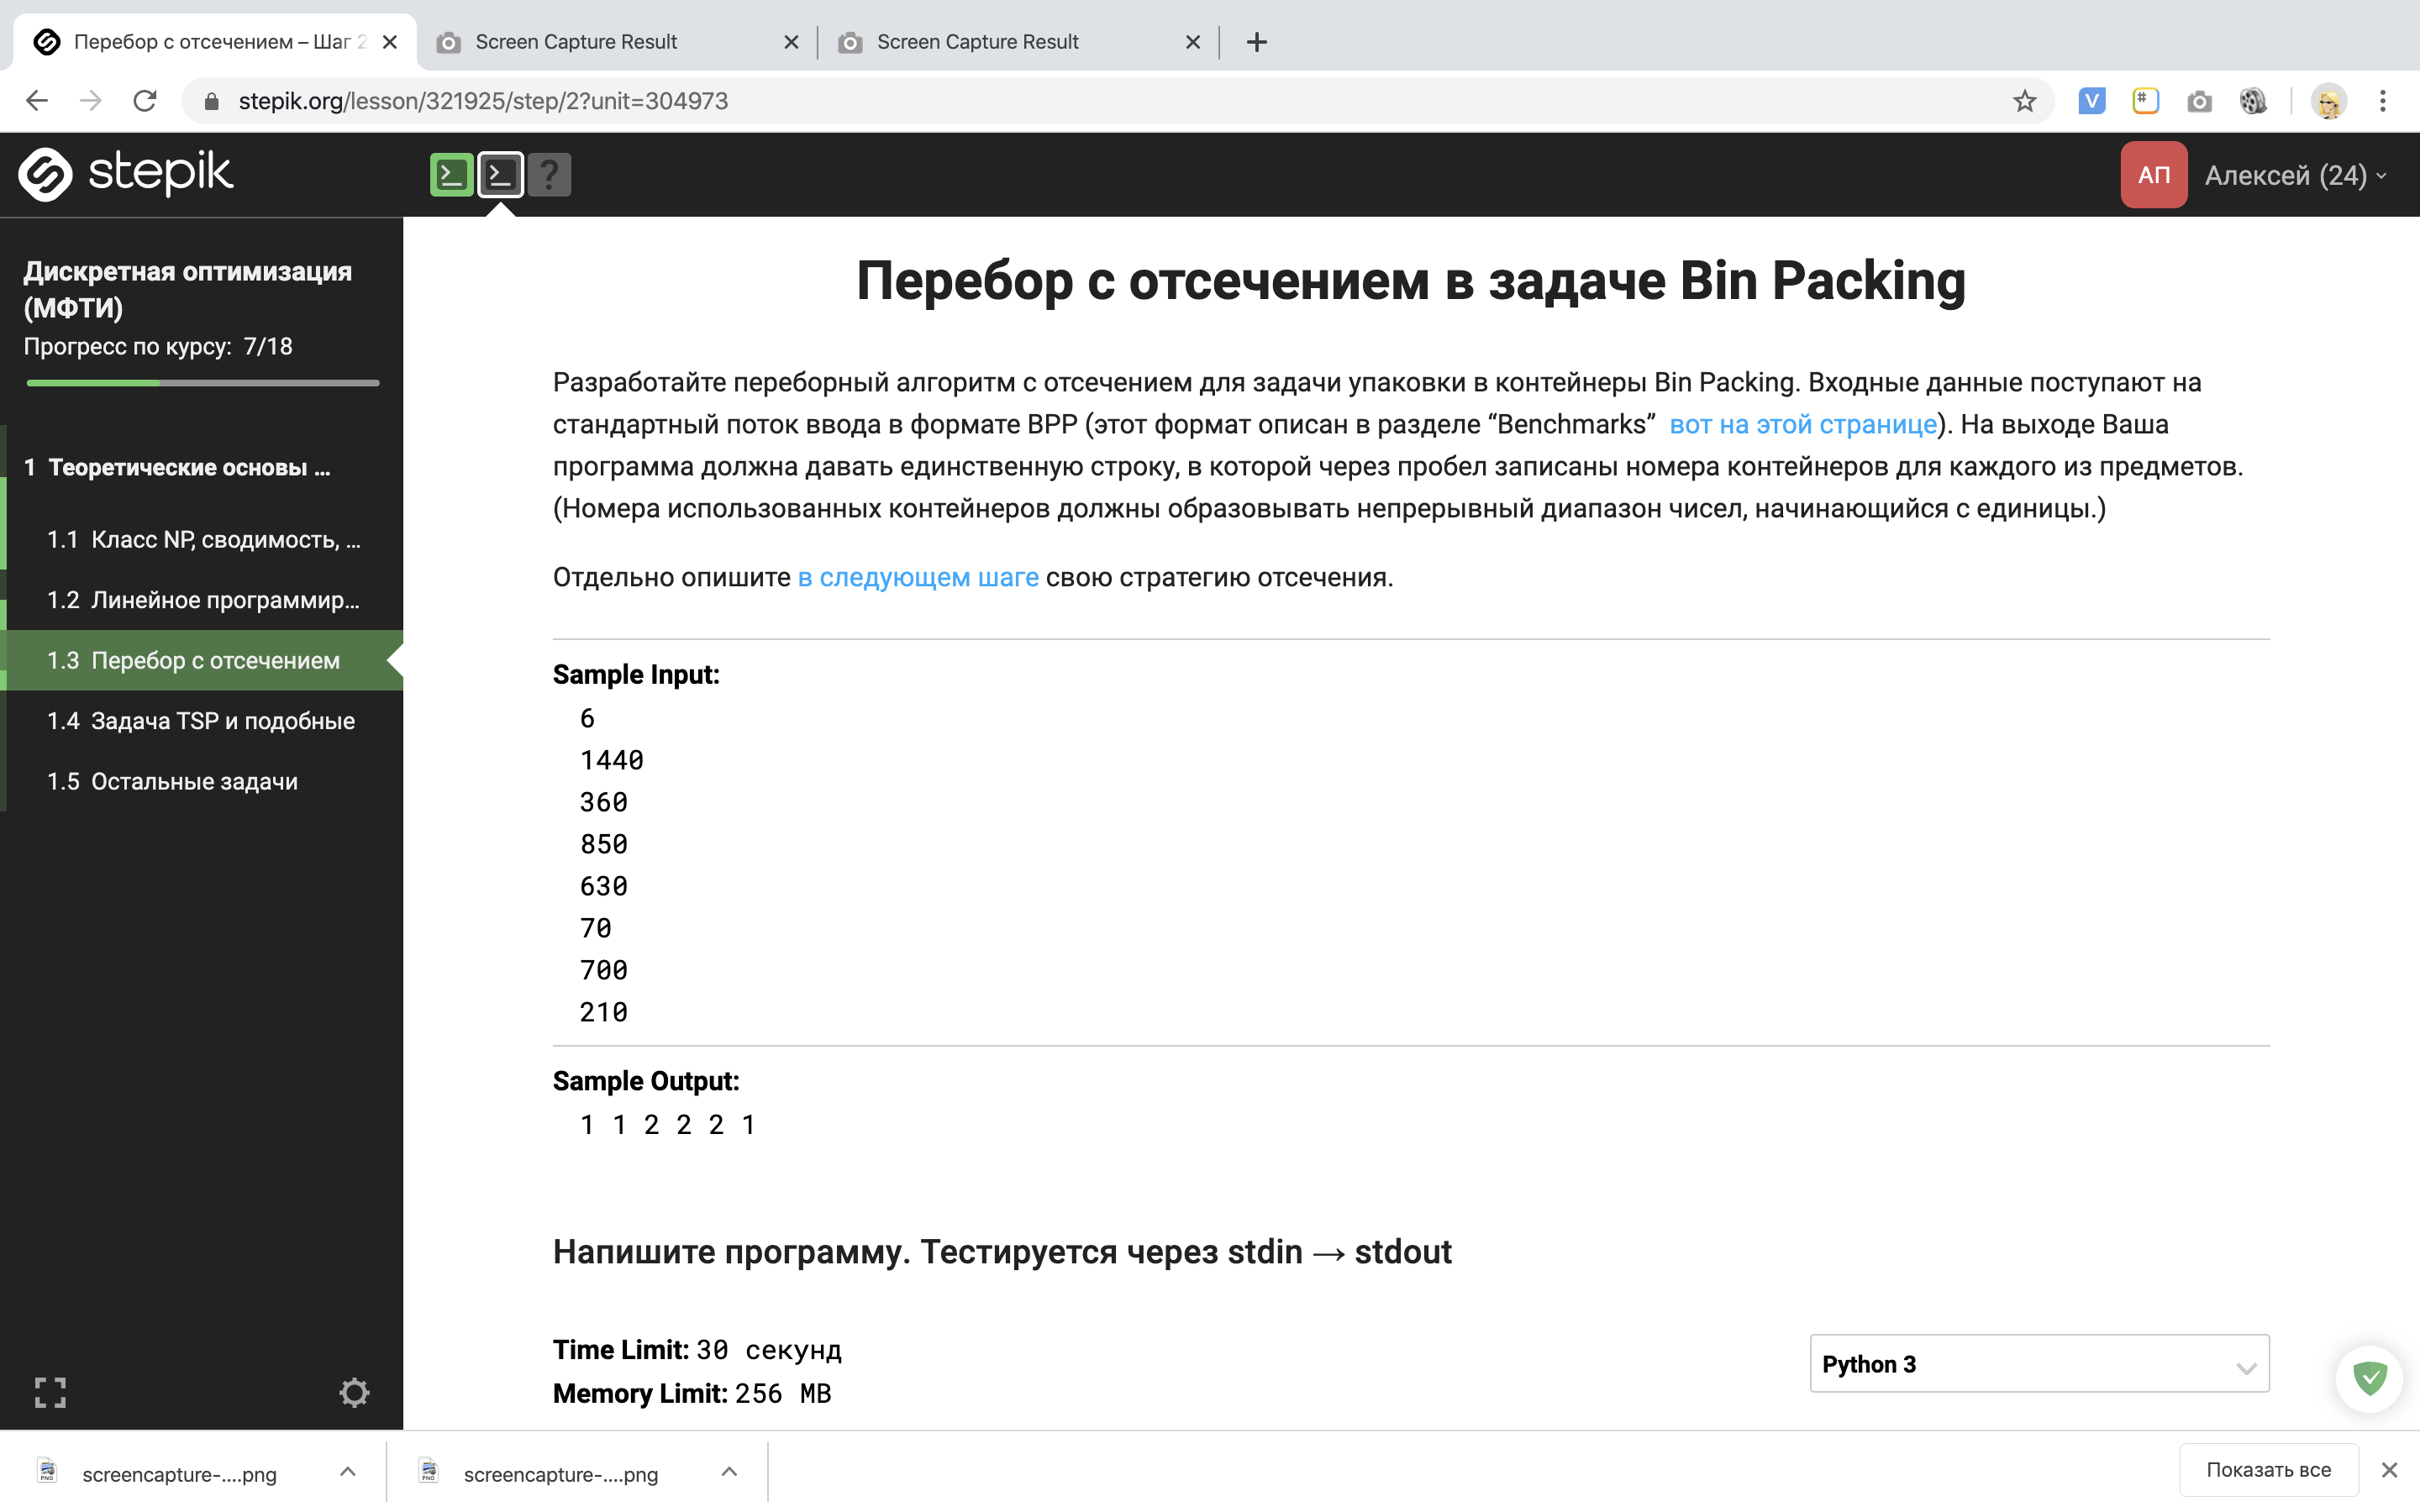 Перебор с отсечением – Шаг 2
Screen Capture Result
Screen Capture Result
stepik.org/lesson/321925/step/2?unit=304973
stepik
АП
Алексей (24)
Дискретная оптимизация
(МФТИ)
Прогресс по курсу: 7/18
1 Теоретические основы ...
1.1 Класс NP, сводимость, ...
1.2 Линейное программир...
1.3 Перебор с отсечением
1.4 Задача TSP и подобные
1.5 Остальные задачи
Перебор с отсечением в задаче Bin Packing
Разработайте переборный алгоритм с отсечением для задачи упаковки в контейнеры Bin Packing. Входные данные поступают на
стандартный поток ввода в формате BPP (этот формат описан в разделе “Benchmarks” вот на этой странице). На выходе Ваша
программа должна давать единственную строку, в которой через пробел записаны номера контейнеров для каждого из предметов.
(Номера использованных контейнеров должны образовывать непрерывный диапазон чисел, начинающийся с единицы.)
Отдельно опишите в следующем шаге свою стратегию отсечения.
Sample Input:
6
1440
360
850
630
70
700
210
Sample Output:
1 1 2 2 2 1
Напишите программу. Тестируется через stdin → stdout
Time Limit: 30 секунд
Memory Limit: 256 MB
Python 3
screencapture-....png
screencapture-....png
Показать все